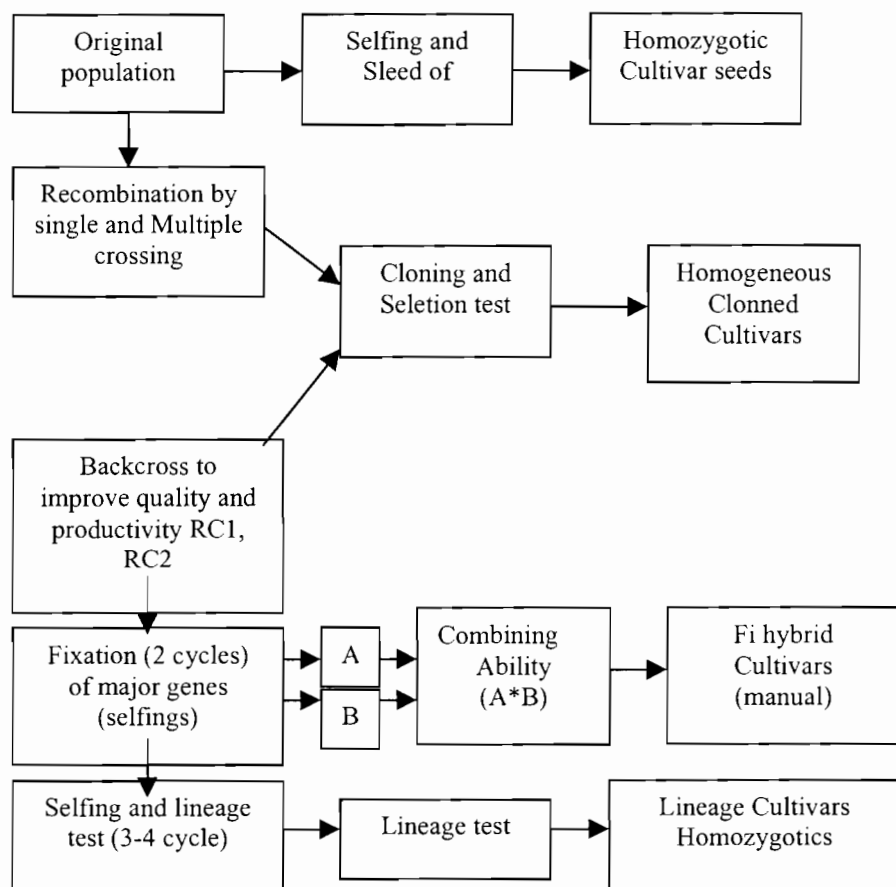 Original
population
Selfing and
Sleed of
Homozygotic
Cultivar seeds
Recombination by
single and Multiple
crossing
Cloning and
Seletion test
Homogeneous
Clonned
Cultivars
Backcross to
improve quality and
productivity RC1,
RC2
Fixation (2 cycles)
of major genes
(selfings)
A
B
Combining
Ability
(A*B)
Fi hybrid
Cultivars
(manual)
Selfing and lineage
test (3-4 cycle)
Lineage test
Lineage Cultivars
Homozygotics